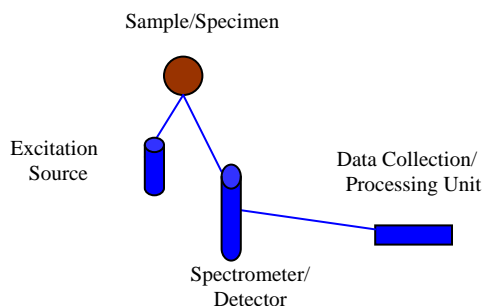 Sample/Specimen
Excitation
Source
Data Collection/
Processing Unit
Spectrometer/
Detector